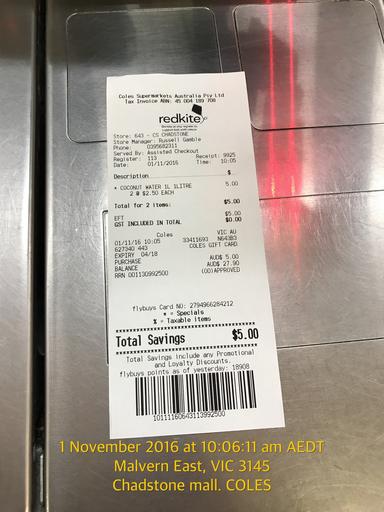 Coles Supermarkets Australia Pty Ltd
Tax Invoice ABN: 45 004 189 708
redkite
Store: 643 - CS CHADSTONE
Store Manager: Russell Gamble
Phone: 0395682311
Served By: Assisted Checkout
Register: 113 Receipt: 9925
Date: 01/11/2016 Time: 10:05
Description $
* COCONUT WATER 1L 1LITRE 5.00
2 @ $2.50 EACH
Total for 2 items: $5.00
EFT $5.00
GST INCLUDED IN TOTAL $0.00
Coles VIC AU
01/11/16 10:05 33411693 N643B3
627340 443 COLES GIFT CARD
EXPIRY 04/18
PURCHASE AUD$ 5.00
BALANCE AUD$ 27.90
RRN 001130992500 (00)APPROVED
flybuys Card NO: 2794966284212
* = Specials
% = Taxable items
Total Savings $5.00
Total Savings include any Promotional
and Loyalty Discounts.
flybuys points as of yesterday: 18908
10111160643113992500
1 November 2016 at 10:06:11 am AEDT
Malvern East, VIC 3145
Chadstone mall. COLES